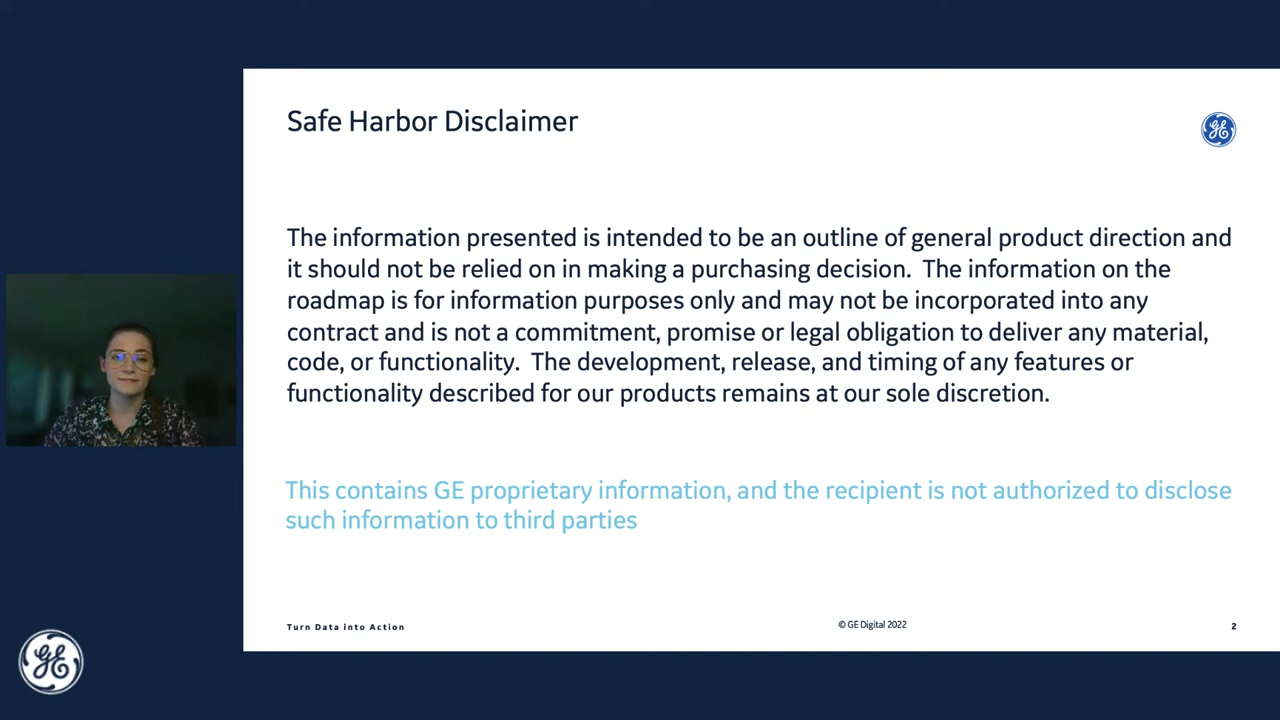 Safe Harbor Disclaimer
The information presented is intended to be an outline of general product direction and
it should not be relied on in making a purchasing decision.  The information on the
roadmap is for information purposes only and may not be incorporated into any
contract and is not a commitment, promise or legal obligation to deliver any material,
code, or functionality.  The development, release, and timing of any features or
functionality described for our products remains at our sole discretion.
This contains GE proprietary information, and the recipient is not authorized to disclose
such information to third parties
Turn Data into Action
© GE Digital 2022
2
GE
GE